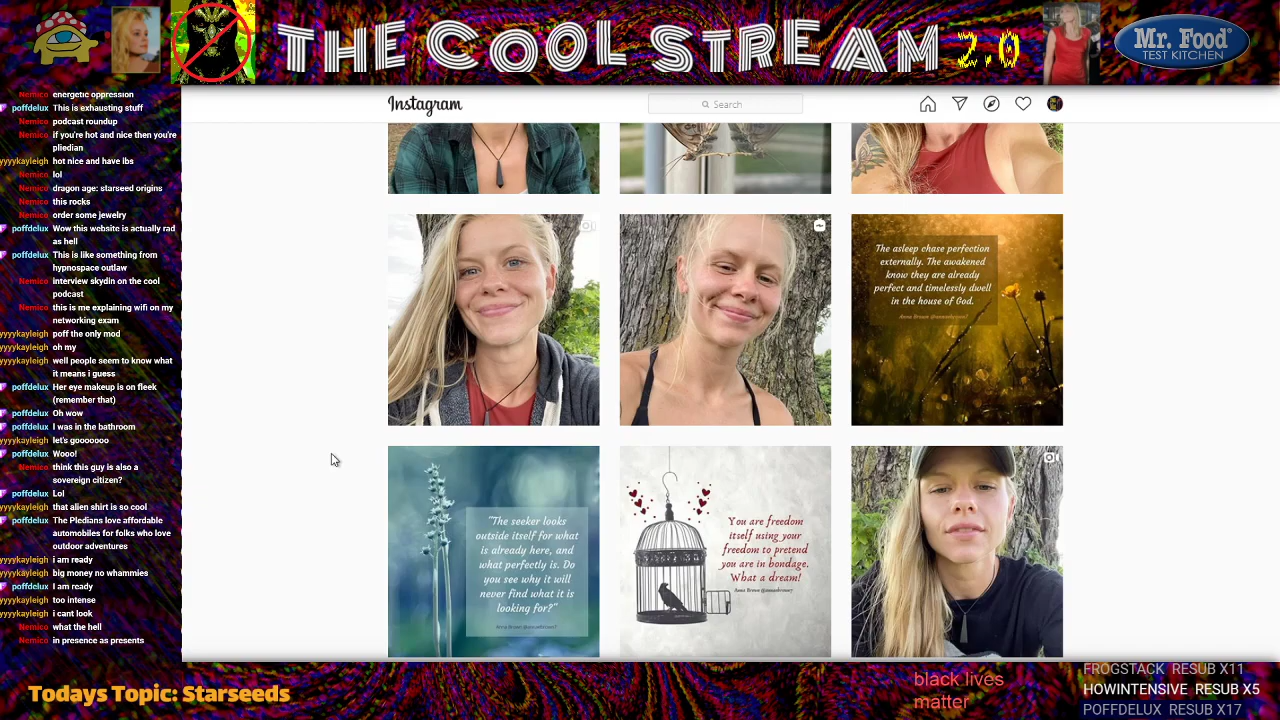 THE COOL STREAM 2.0
Mr. Food®
TEST KITCHEN
Nemico energetic oppression
poffdelux This is exhausting stuff
Nemico podcast roundup
Nemico if you're hot and nice then you're
pliedian
yyyykayleigh hot nice and have lbs
Nemico lol
Nemico dragon age: starseed origins
Nemico this rocks
Nemico order some jewelry
poffdelux Wow this website is actually rad
as hell
poffdelux This is like something from
hypnospace outlaw
Nemico interview skydin on the cool
podcast
Nemico this is me explaining wifi on my
networking exam
yyyykayleigh poff the only mod
yyyykayleigh oh my
yyyykayleigh well people seem to know what
it means i guess
poffdelux Her eye makeup is on fleek
(remember that)
poffdelux Oh wow
poffdelux I was in the bathroom
yyyykayleigh let's gooooooo
poffdelux Wooo!
Nemico think this guy is also a
sovereign citizen?
poffdelux Lol
yyyykayleigh that alien shirt is so cool
poffdelux The Pledians love affordable
automobiles for folks who love
outdoor adventures
yyyykayleigh i am ready
yyyykayleigh big money no whammies
poffdelux I am ready
yyyykayleigh too intense
yyyykayleigh i cant look
Nemico what the hell
Nemico in presence as presents
Instagram
Search
The asleep chase perfection
externally. The awakened
know they are already
perfect and timelessly dwell
in the house of God.
"The seeker looks
outside itself for what
is already here, and
what perfectly is. Do
you see why it will
never find what it is
looking for?"
You are freedom
itself using your
freedom to pretend
you are in bondage.
What a dream!
Todays Topic: Starseeds
black lives
matter
FROGSTACK RESUB X11
HOWINTENSIVE RESUB X5
POFFDELUX RESUB X17